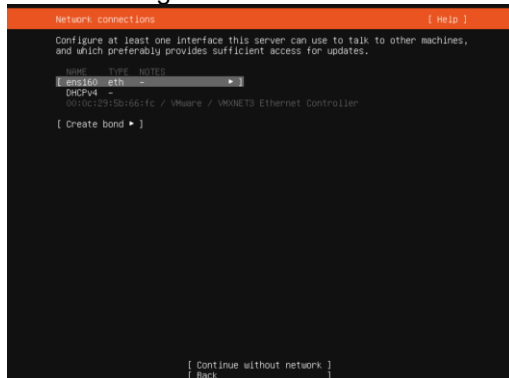 Network connections [ Help ]
Configure at least one interface this server can use to talk to other machines,
and which preferably provides sufficient access for updates.
NAME TYPE NOTES
[ ens160 eth - ▸ ]
DHCPv4 -
00:0c:29:5b:66:fc / VMware / VMXNET3 Ethernet Controller
[ Create bond ▸ ]
[ Continue without network ]
[ Back ]